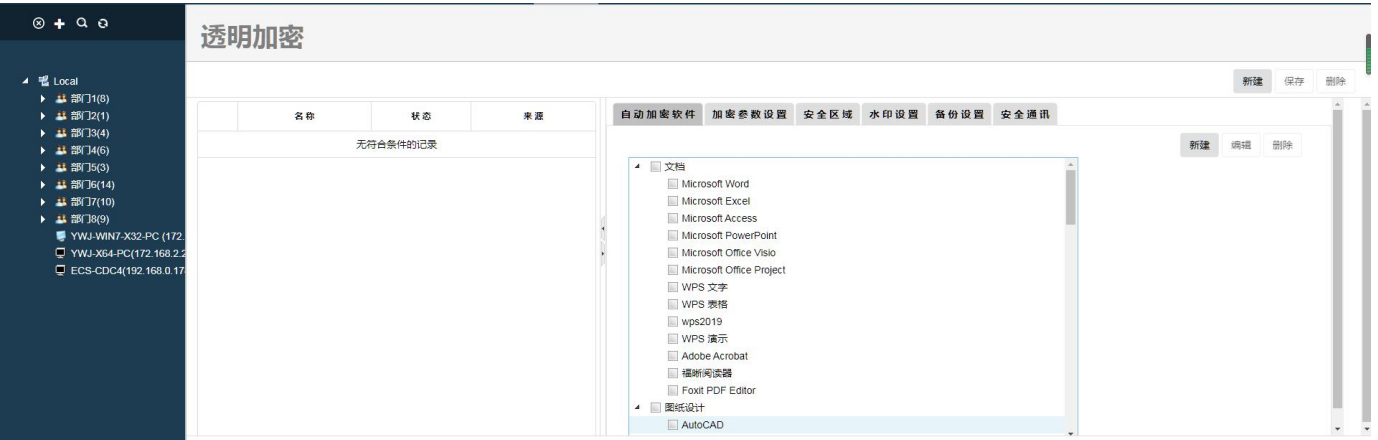 透明加密
Local
部门1(8)
部门2(1)
部门3(4)
部门4(6)
部门5(3)
部门6(14)
部门7(10)
部门8(9)
YWJ-WIN7-X32-PC (172.
YWJ-X64-PC(172.168.2.2
ECS-CDC4(192.168.0.17
新建 保存 删除
名称 状态 来源
无符合条件的记录
自动加密软件 加密参数设置 安全区域 水印设置 备份设置 安全通讯
新建 编辑 删除
文档
Microsoft Word
Microsoft Excel
Microsoft Access
Microsoft PowerPoint
Microsoft Office Visio
Microsoft Office Project
WPS 文字
WPS 表格
wps2019
WPS 演示
Adobe Acrobat
福昕阅读器
Foxit PDF Editor
图纸设计
AutoCAD